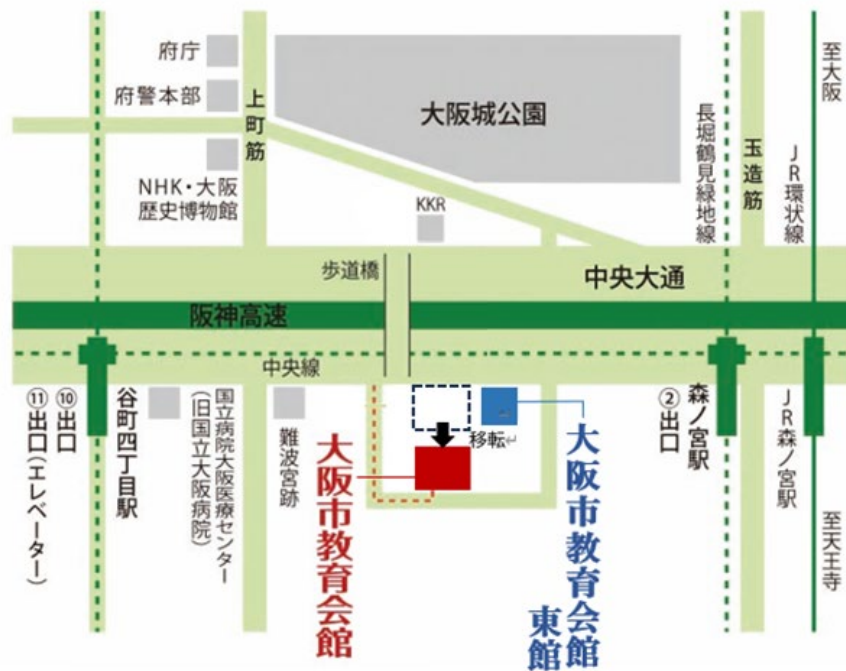 府庁
府警本部
上町筋
大阪城公園
長堀鶴見緑地線
玉造筋
JR環状線
至大阪
NHK・大阪
歴史博物館
KKR
歩道橋
中央大通
阪神高速
中央線
⑪出口(エレベーター)
⑩出口
谷町四丁目駅
国立病院大阪医療センター
(旧国立大阪病院)
難波宮跡
大阪市教育会館
移転↵
↵
大阪市教育会館
東館
②出口
森ノ宮駅
JR森ノ宮駅
至天王寺